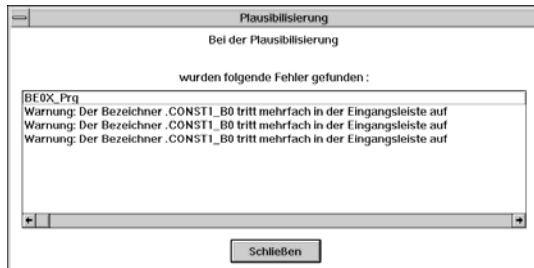 Plausibilisierung
Bei der Plausibilisierung
wurden folgende Fehler gefunden :
BE0X_Prg
Warnung: Der Bezeichner .CONST1_B0 tritt mehrfach in der Eingangsleiste auf
Warnung: Der Bezeichner .CONST1_B0 tritt mehrfach in der Eingangsleiste auf
Warnung: Der Bezeichner .CONST1_B0 tritt mehrfach in der Eingangsleiste auf
Schließen